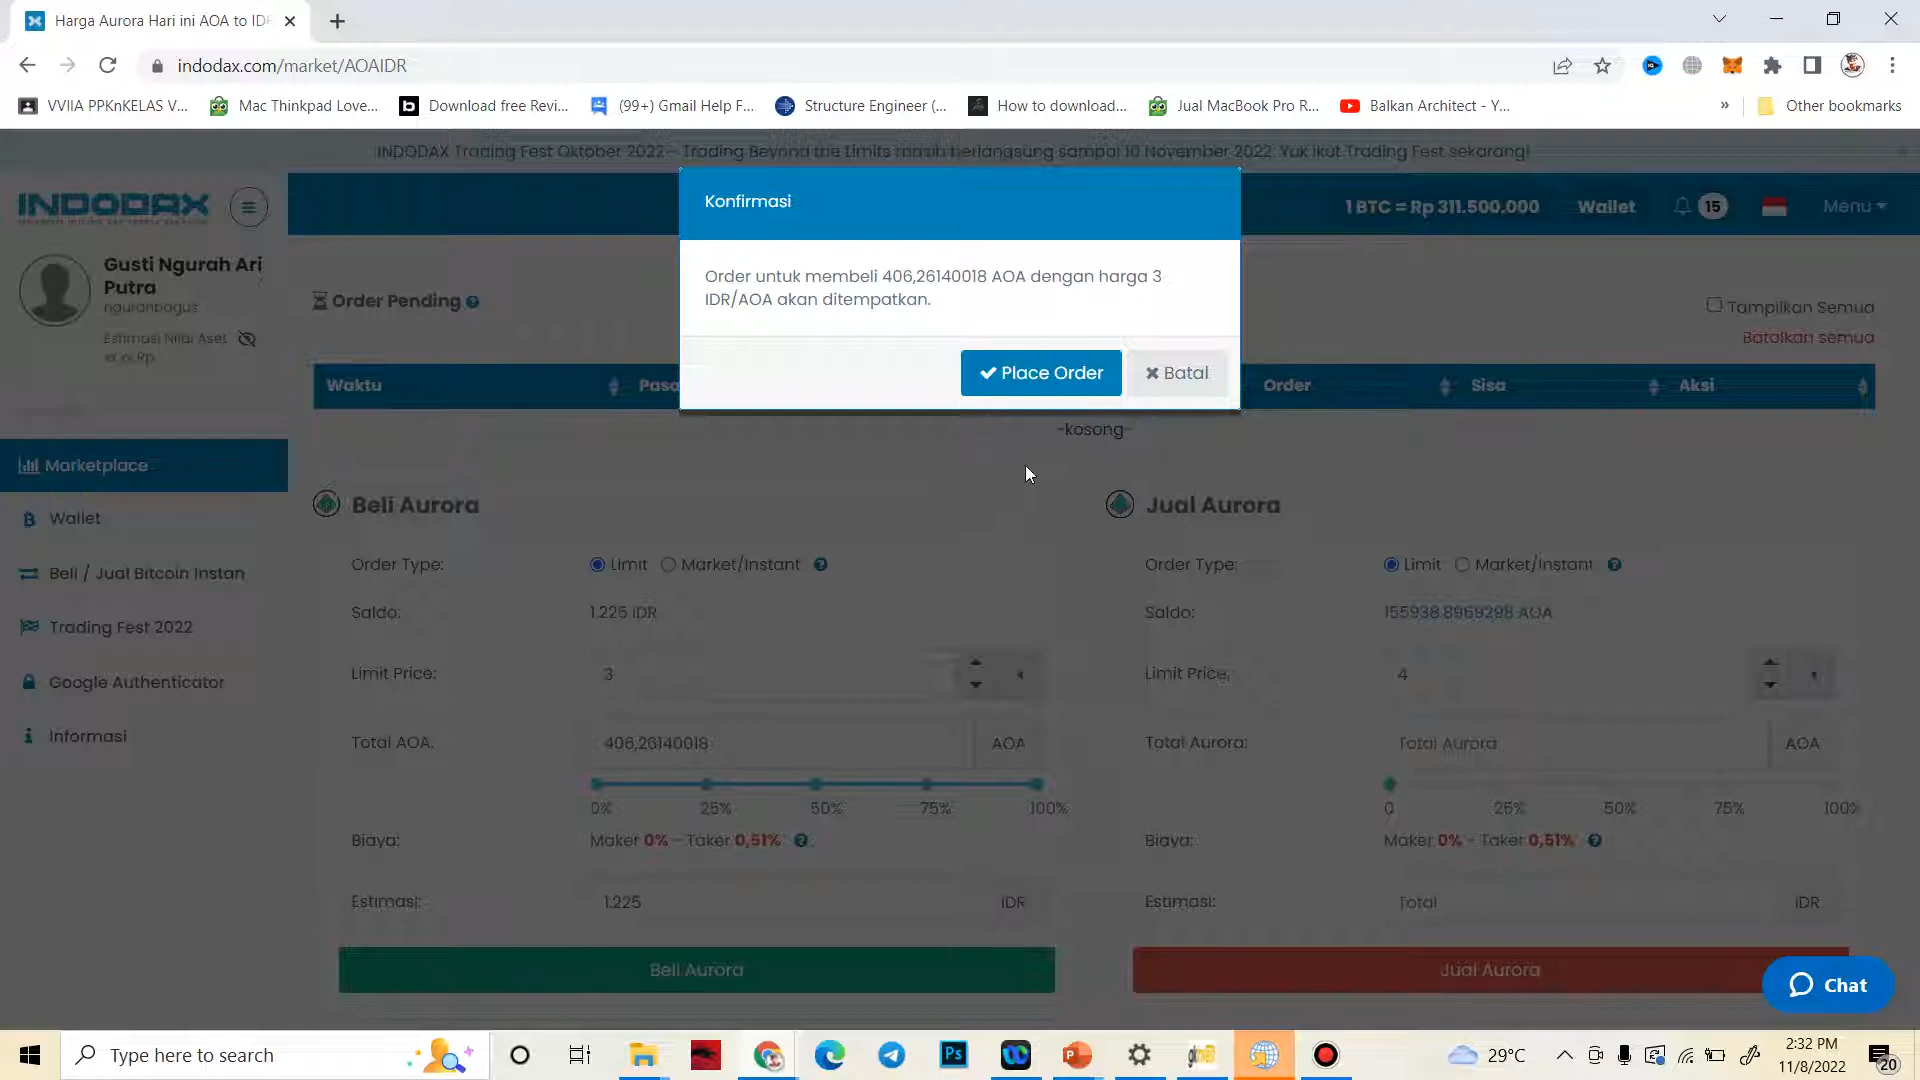 Harga Aurora Hari ini AOA to IDR
indodax.com/market/AOAIDR
VVIIA PPKnKELAS V...
Mac Thinkpad Love...
Download free Revi...
(99+) Gmail Help F...
Structure Engineer (...
How to download...
Jual MacBook Pro R...
Balkan Architect - Y...
»
Other bookmarks
INDODAX Trading Fest Oktober 2022 - Trading Beyond the Limits masih berlangsung sampai 10 November 2022. Yuk ikut Trading Fest sekarang!
INDODAX
1 BTC = Rp 311.500.000
Wallet
15
Menu
Konfirmasi
Order untuk membeli 406,26140018 AOA dengan harga 3
IDR/AOA akan ditempatkan.
Place Order
Batal
Gusti Ngurah Ari
Putra
ngurahbagus
Estimasi Nilai Aset
Order Pending
Tampilkan Semua
Batalkan semua
Waktu
Order
Sisa
Aksi
-kosong-
Marketplace
Wallet
Beli / Jual Bitcoin Instan
Trading Fest 2022
Google Authenticator
Informasi
Beli Aurora
Order Type:
Limit
Market/Instant
Saldo:
1.225 IDR
Limit Price:
3
Total AOA:
406,26140018
AOA
0%
25%
50%
75%
100%
Biaya:
Maker 0% - Taker 0,51%
Estimasi:
1.225
IDR
Beli Aurora
Jual Aurora
Order Type:
Limit
Market/Instant
Saldo:
155938.8969298 AOA
Limit Price:
4
Total Aurora:
Total Aurora
AOA
0
25%
50%
75%
100%
Biaya:
Maker 0% - Taker 0,51%
Estimasi:
Total
IDR
Jual Aurora
Chat
Type here to search
Ps
29°C
2:32 PM
11/8/2022
20